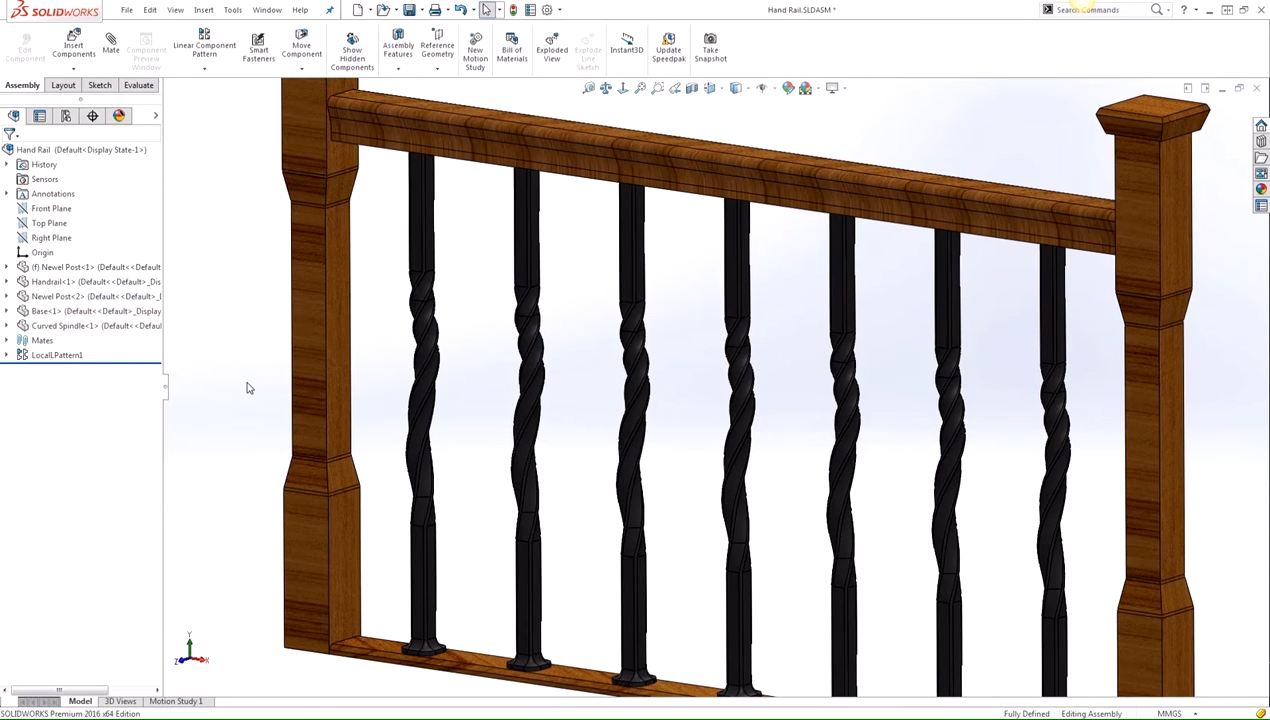 SOLIDWORKS File Edit View Insert Tools Window Help Hand Rail.SLDASM * Search Commands
Edit Component
Insert Components
Mate
Component Preview Window
Linear Component Pattern
Smart Fasteners
Move Component
Show Hidden Components
Assembly Features
Reference Geometry
New Motion Study
Bill of Materials
Exploded View
Explode Line Sketch
Instant3D
Update Speedpak
Take Snapshot
Assembly Layout Sketch Evaluate
Hand Rail (Default<Display State-1>)
History
Sensors
Annotations
Front Plane
Top Plane
Right Plane
Origin
(f) Newel Post<1> (Default<<Default
Handrail<1> (Default<<Default>_Dis
Newel Post<2> (Default<<Default>_
Base<1> (Default<<Default>_Display
Curved Spindle<1> (Default<<Defau
Mates
LocalLPattern1
Y
Z X
Model 3D Views Motion Study 1
SOLIDWORKS Premium 2016 x64 Edition Fully Defined Editing Assembly MMGS